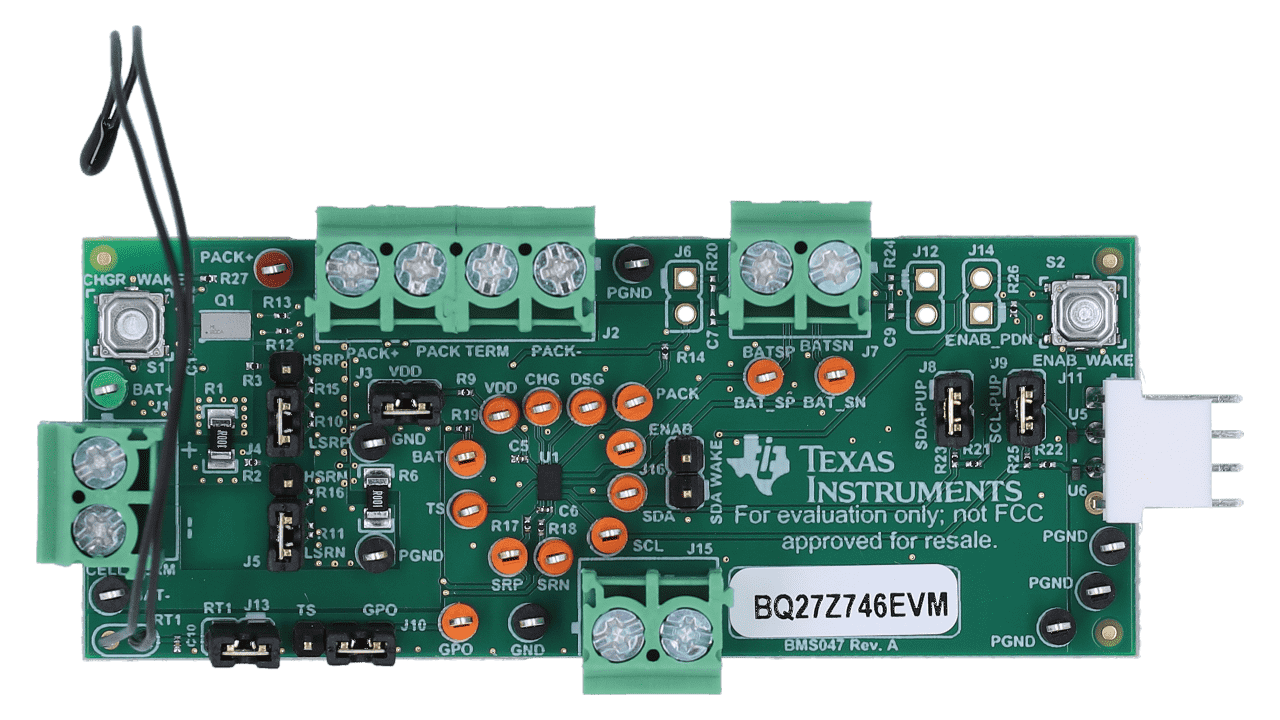 PACK+
CHGR_WAKE
R27
Q1
R13
R12
S1
C1
BAT+
J1
R1
R001
R3
HSRP
R15
R10
LSRP
J4
R2
HSRN
R16
R11
LSRN
J5
J3
VDD
GND
R6
R001
PGND
PACK+
PACK TERM
PACK-
J2
PGND
J6
R20
C7
R14
R9
R19
VDD
CHG
DSG
PACK
BAT
C5
U1
ENAB
TS
C6
J16
SDA WAKE
SDA
R17
R18
SCL
SRP
SRN
BATSP
BATSN
J7
BAT_SP
BAT_SN
R24
C9
J12
J14
R26
S2
ENAB_PDN
ENAB_WAKE
J8
SDA-PUP
R23
R21
J9
SCL-PUP
R25
R22
J11
U5
U6
TEXAS
INSTRUMENTS
For evaluation only; not FCC
approved for resale.
PGND
PGND
PGND
BQ27Z746EVM
BMS047 Rev. A
J15
RT1
C10
RT1
J13
TS
GPO
J10
GPO
GND